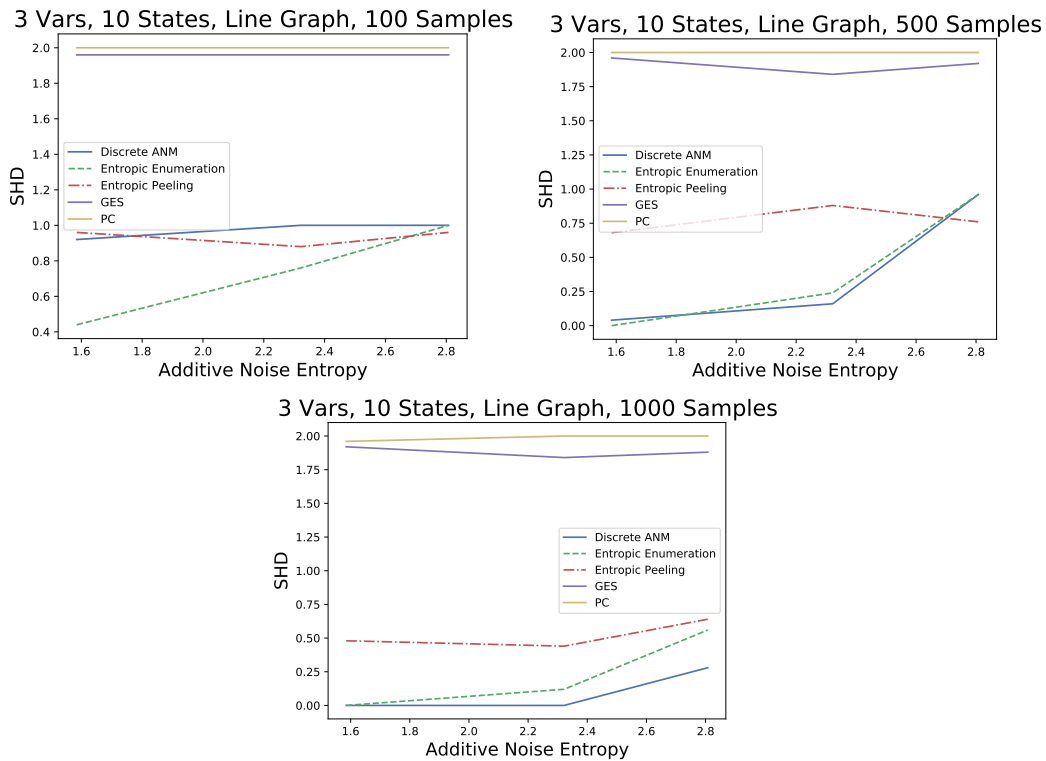 3 Vars, 10 States, Line Graph, 100 Samples
2.0
1.8
1.6
1.4
1.2
1.0
0.8
0.6
0.4
SHD
Discrete ANM
Entropic Enumeration
Entropic Peeling
GES
PC
1.6
1.8
2.0
2.2
2.4
2.6
2.8
Additive Noise Entropy
3 Vars, 10 States, Line Graph, 500 Samples
2.00
1.75
1.50
1.25
1.00
0.75
0.50
0.25
0.00
SHD
Discrete ANM
Entropic Enumeration
Entropic Peeling
GES
PC
1.6
1.8
2.0
2.2
2.4
2.6
2.8
Additive Noise Entropy
3 Vars, 10 States, Line Graph, 1000 Samples
2.00
1.75
1.50
1.25
1.00
0.75
0.50
0.25
0.00
SHD
Discrete ANM
Entropic Enumeration
Entropic Peeling
GES
PC
1.6
1.8
2.0
2.2
2.4
2.6
2.8
Additive Noise Entropy